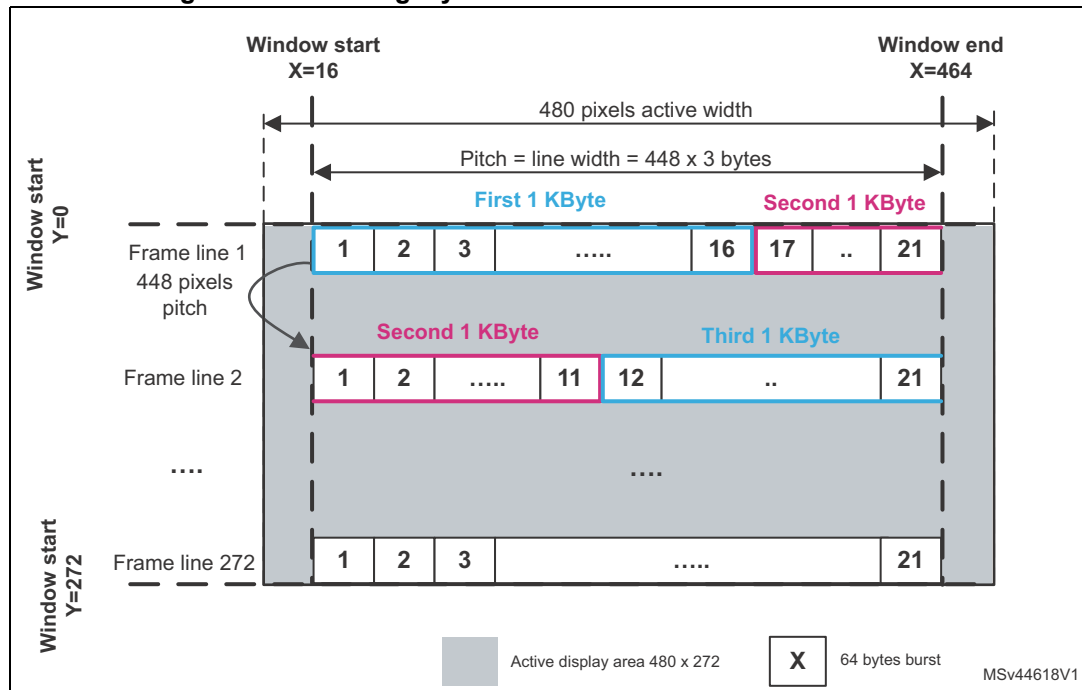 Window start
X=16
Window end
X=464
480 pixels active width
Pitch = line width = 448 x 3 bytes
First 1 KByte
Second 1 KByte
Window start
Y=0
Frame line 1
1 2 3 ..... 16 17 .. 21
448 pixels
pitch
Second 1 KByte
Third 1 KByte
Frame line 2
1 2 ..... 11 12 .. 21
....
....
Window start
Y=272
Frame line 272
1 2 3 ..... 21
Active display area 480 x 272
X
64 bytes burst
MSv44618V1